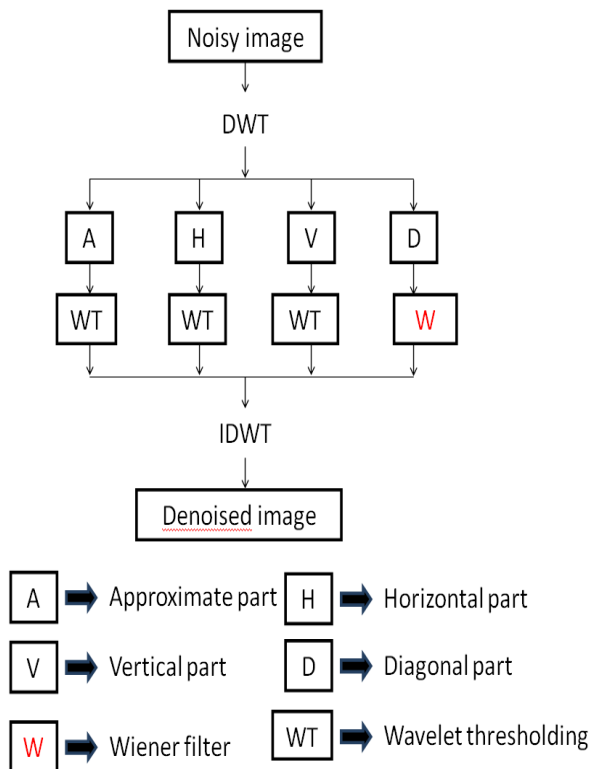 Noisy image
DWT
A H V D
WT WT WT W
IDWT
Denoised image
A Approximate part H Horizontal part
V Vertical part D Diagonal part
W Wiener filter WT Wavelet thresholding